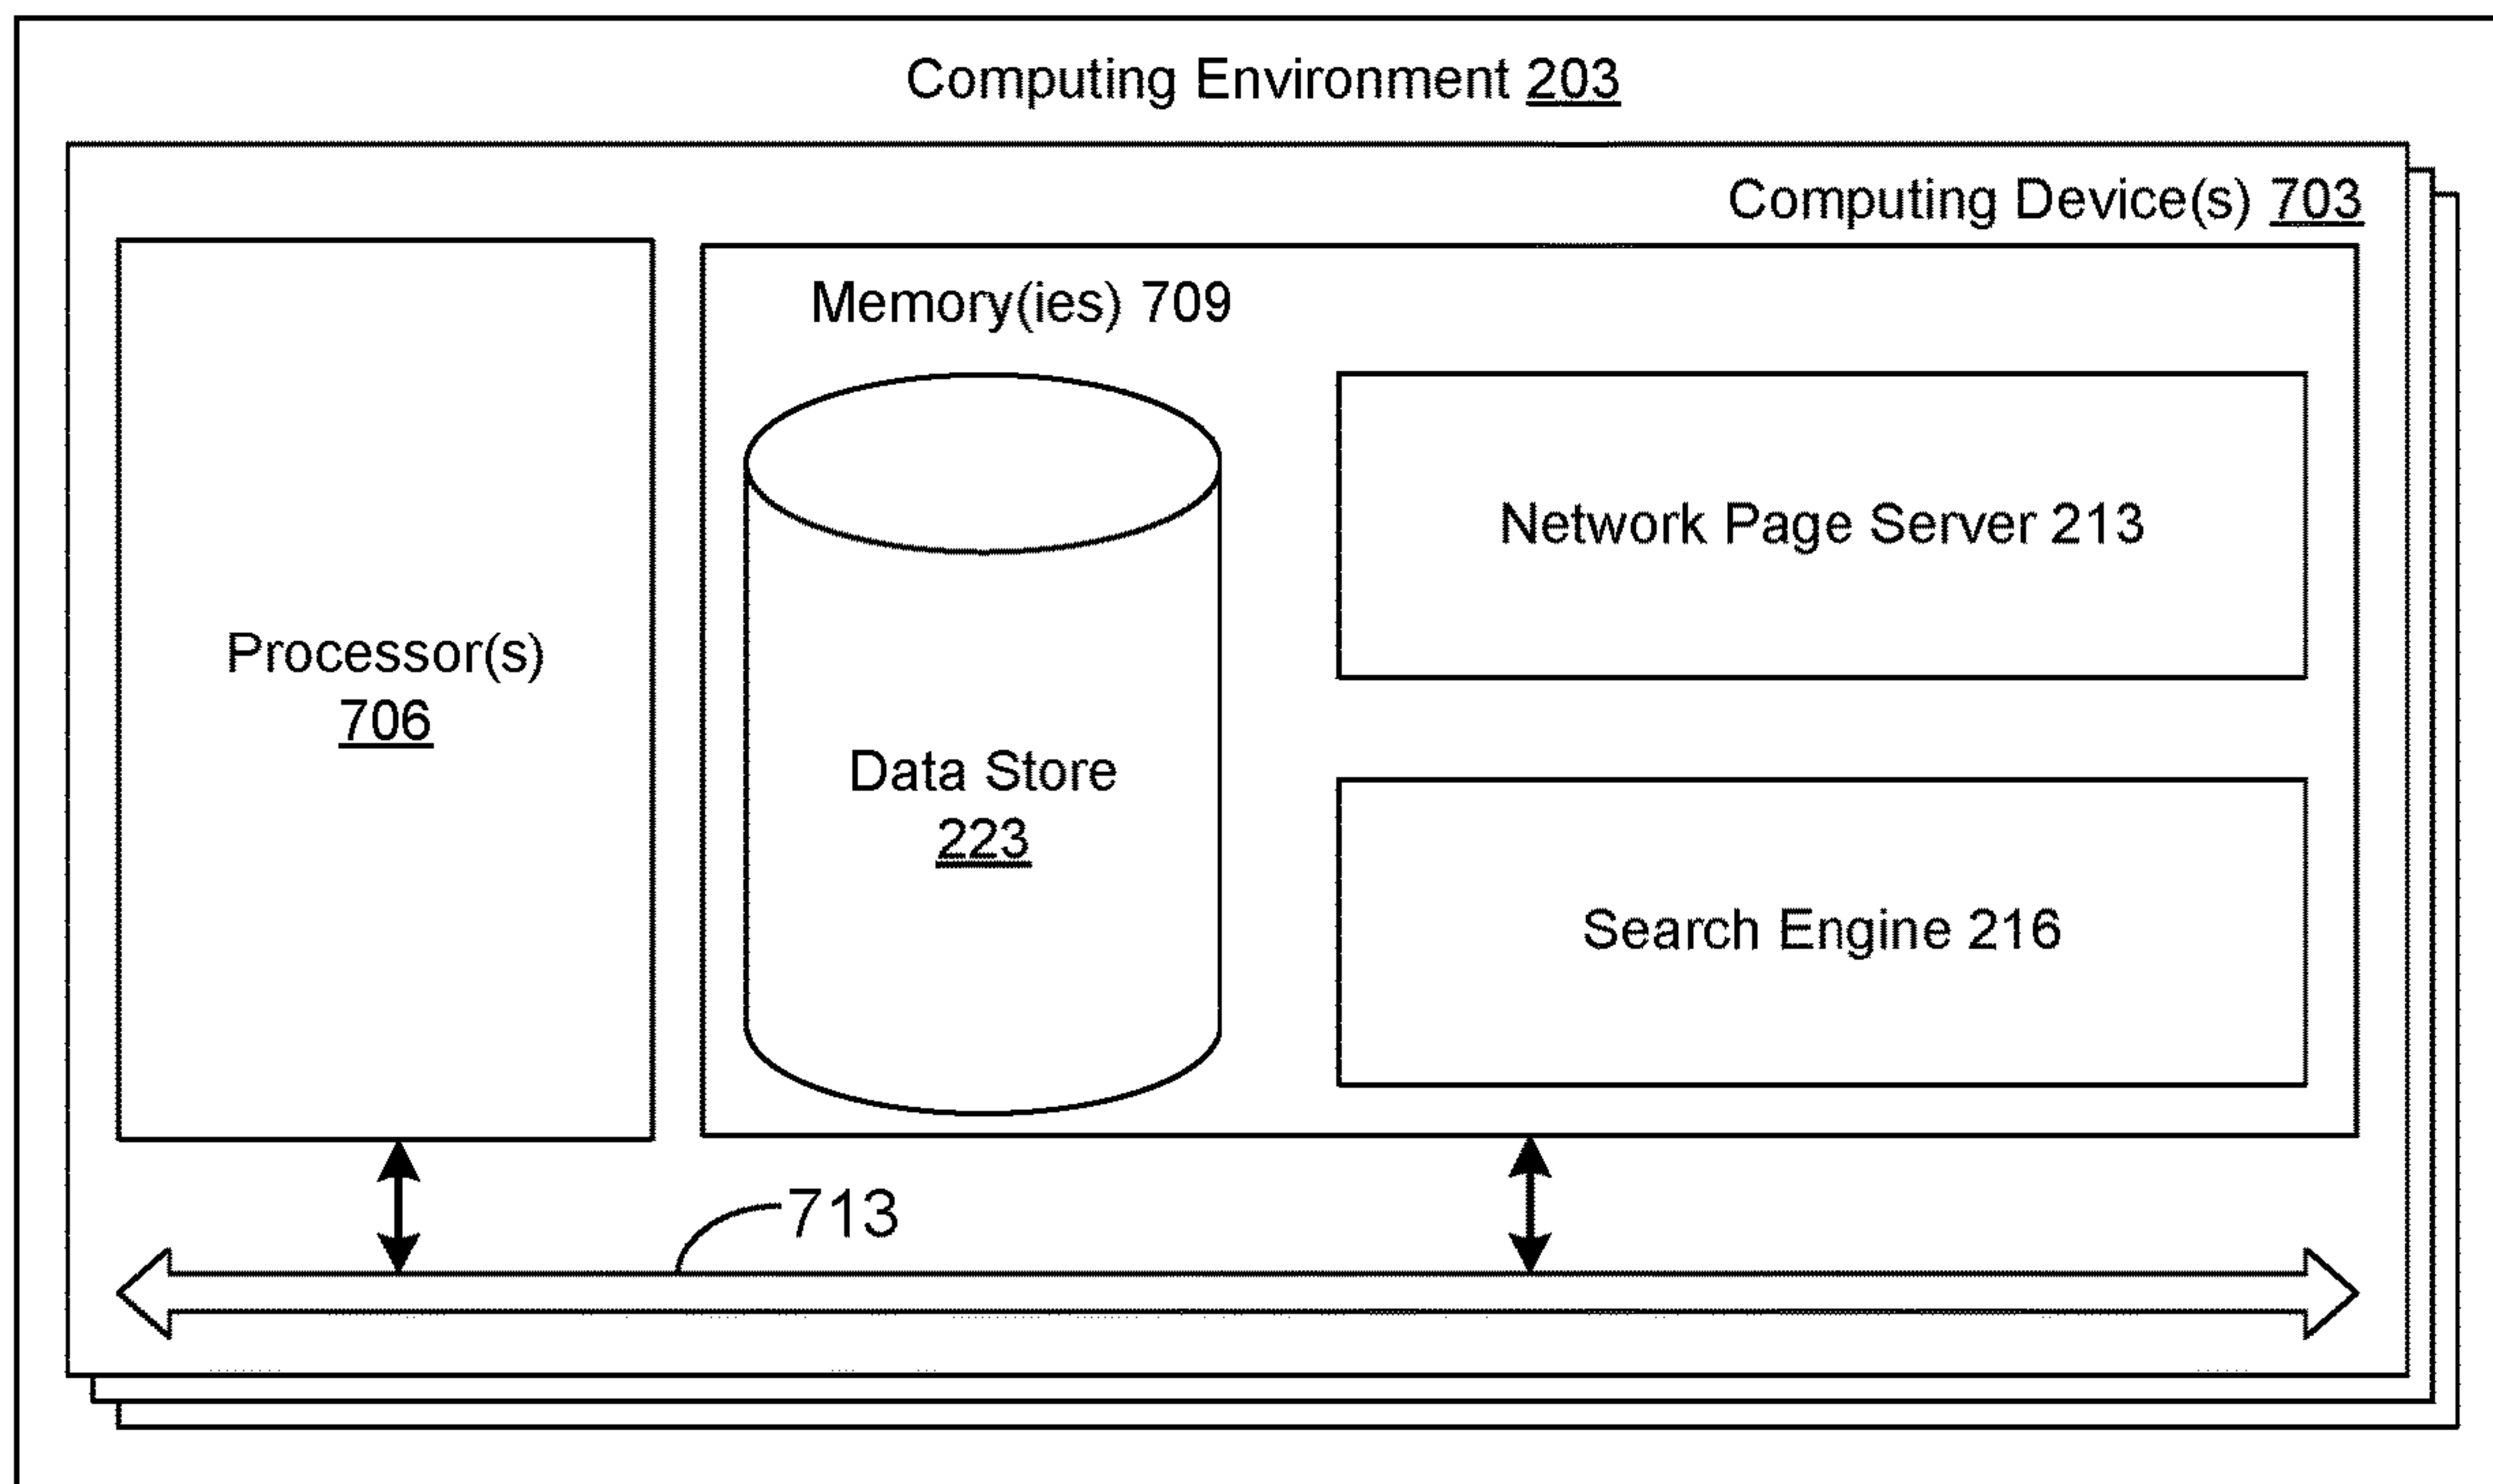 Computing Environment 203
Computing Device(s) 703
Memory(ies) 709
Network Page Server 213
Processor(s)
706
Data Store
223
Search Engine 216
713